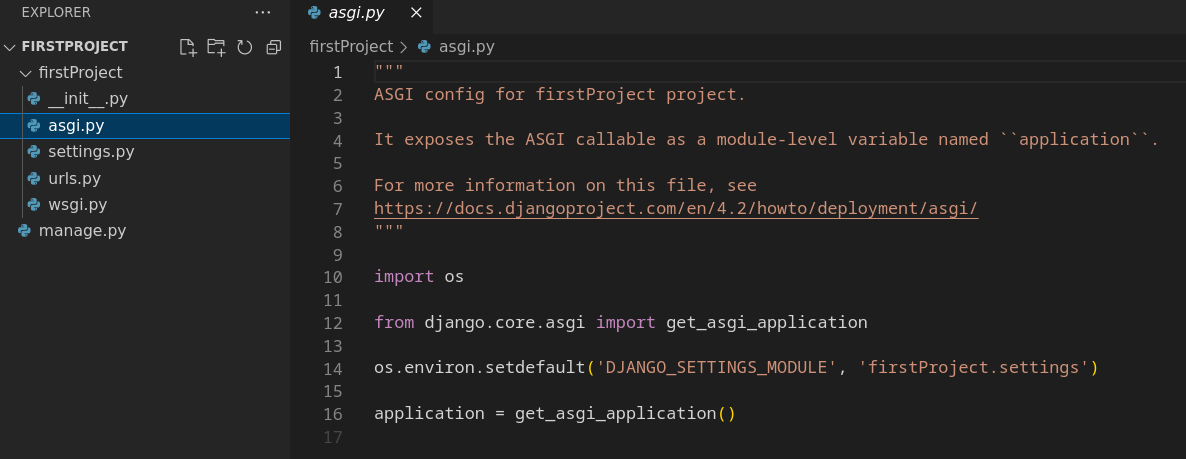 EXPLORER
FIRSTPROJECT
firstProject
__init__.py
asgi.py
settings.py
urls.py
wsgi.py
manage.py
asgi.py
firstProject > asgi.py
1 """
2 ASGI config for firstProject project.
3
4 It exposes the ASGI callable as a module-level variable named ``application``.
5
6 For more information on this file, see
7 https://docs.djangoproject.com/en/4.2/howto/deployment/asgi/
8 """
9
10 import os
11
12 from django.core.asgi import get_asgi_application
13
14 os.environ.setdefault('DJANGO_SETTINGS_MODULE', 'firstProject.settings')
15
16 application = get_asgi_application()
17